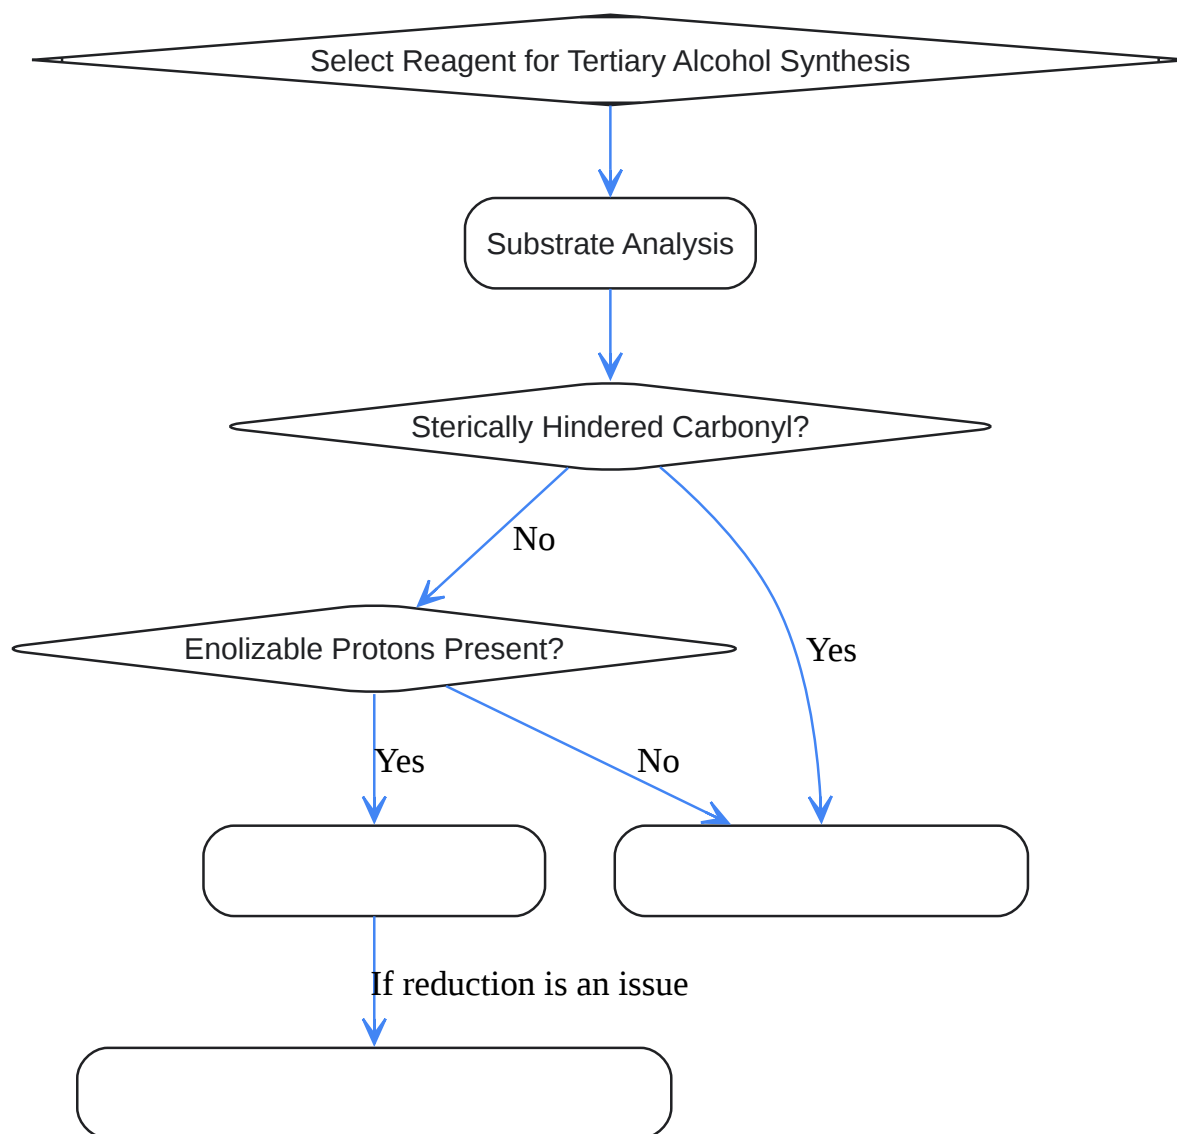 Select Reagent for Tertiary Alcohol Synthesis
Substrate Analysis
Sterically Hindered Carbonyl?
No
Enolizable Protons Present?
Yes
Yes
No
If reduction is an issue